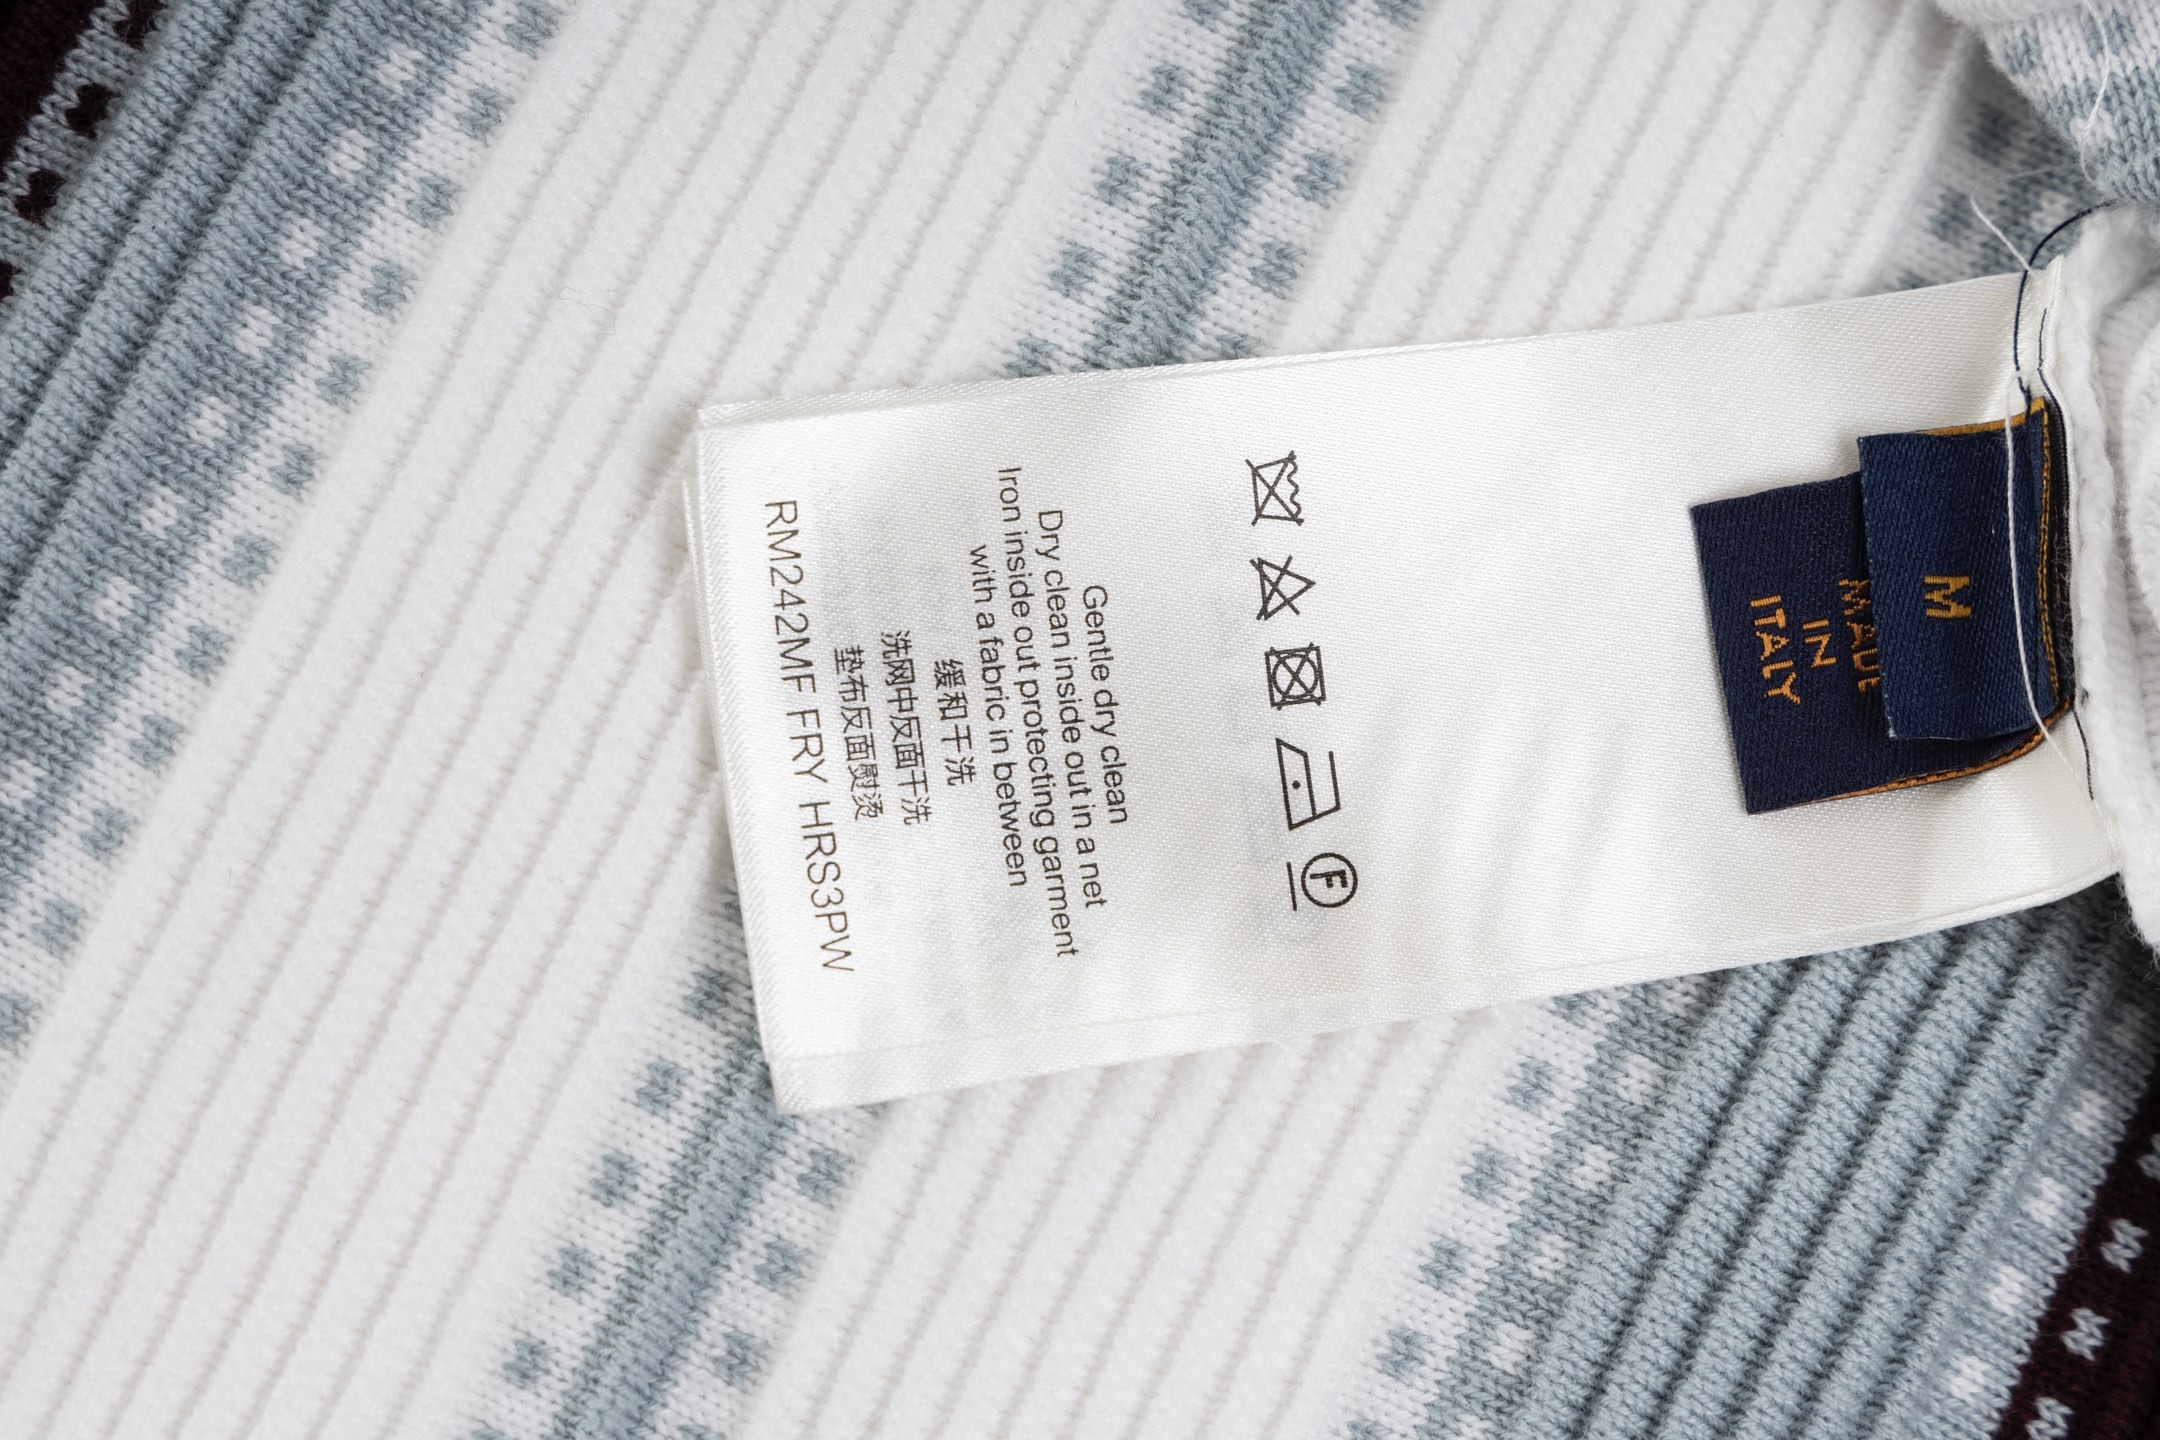 M
MADE
IN
ITALY
F
Gentle dry clean
Dry clean inside out in a net
Iron inside out protecting garment
with a fabric in between
缓和干洗
洗网中反面干洗
垫布反面熨烫
RM242MF FRY HRS3PW